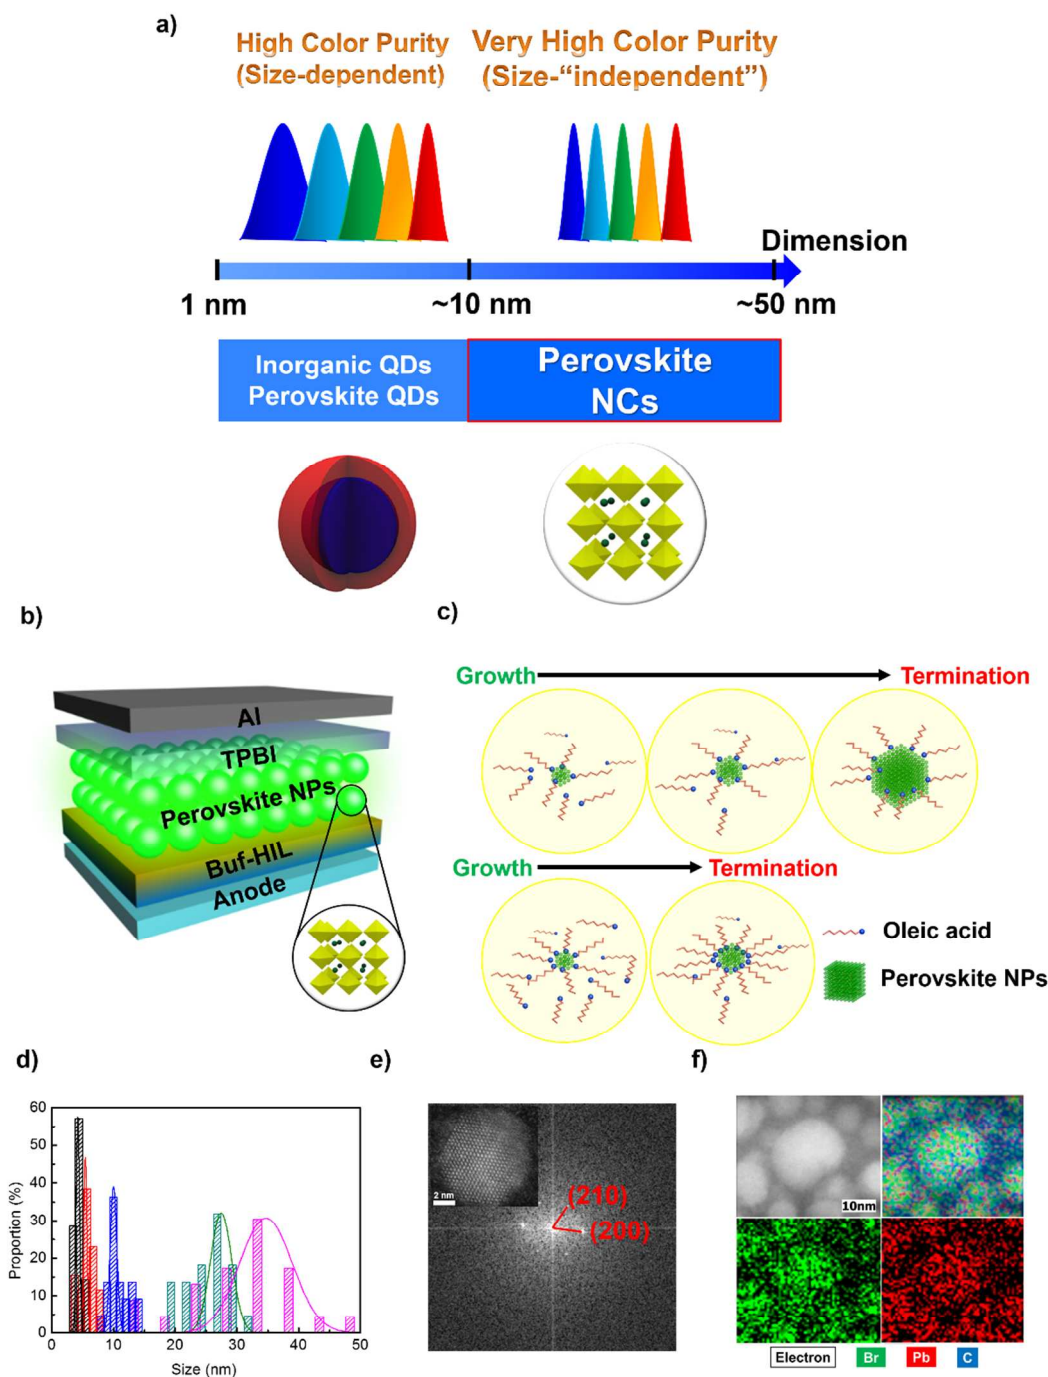 a)
High Color Purity
(Size-dependent)
Very High Color Purity
(Size-“independent”)
Dimension
1 nm
~10 nm
~50 nm
Inorganic QDs
Perovskite QDs
Perovskite
NCs
b)
Al
TPBI
Perovskite NPs
Buf-HIL
Anode
c)
Growth
Termination
Growth
Termination
Oleic acid
Perovskite NPs
d)
Proportion (%)
60
50
40
30
20
10
0
0
10
20
30
40
50
Size (nm)
e)
2 nm
(210)
(200)
f)
10nm
Electron
Br
Pb
C